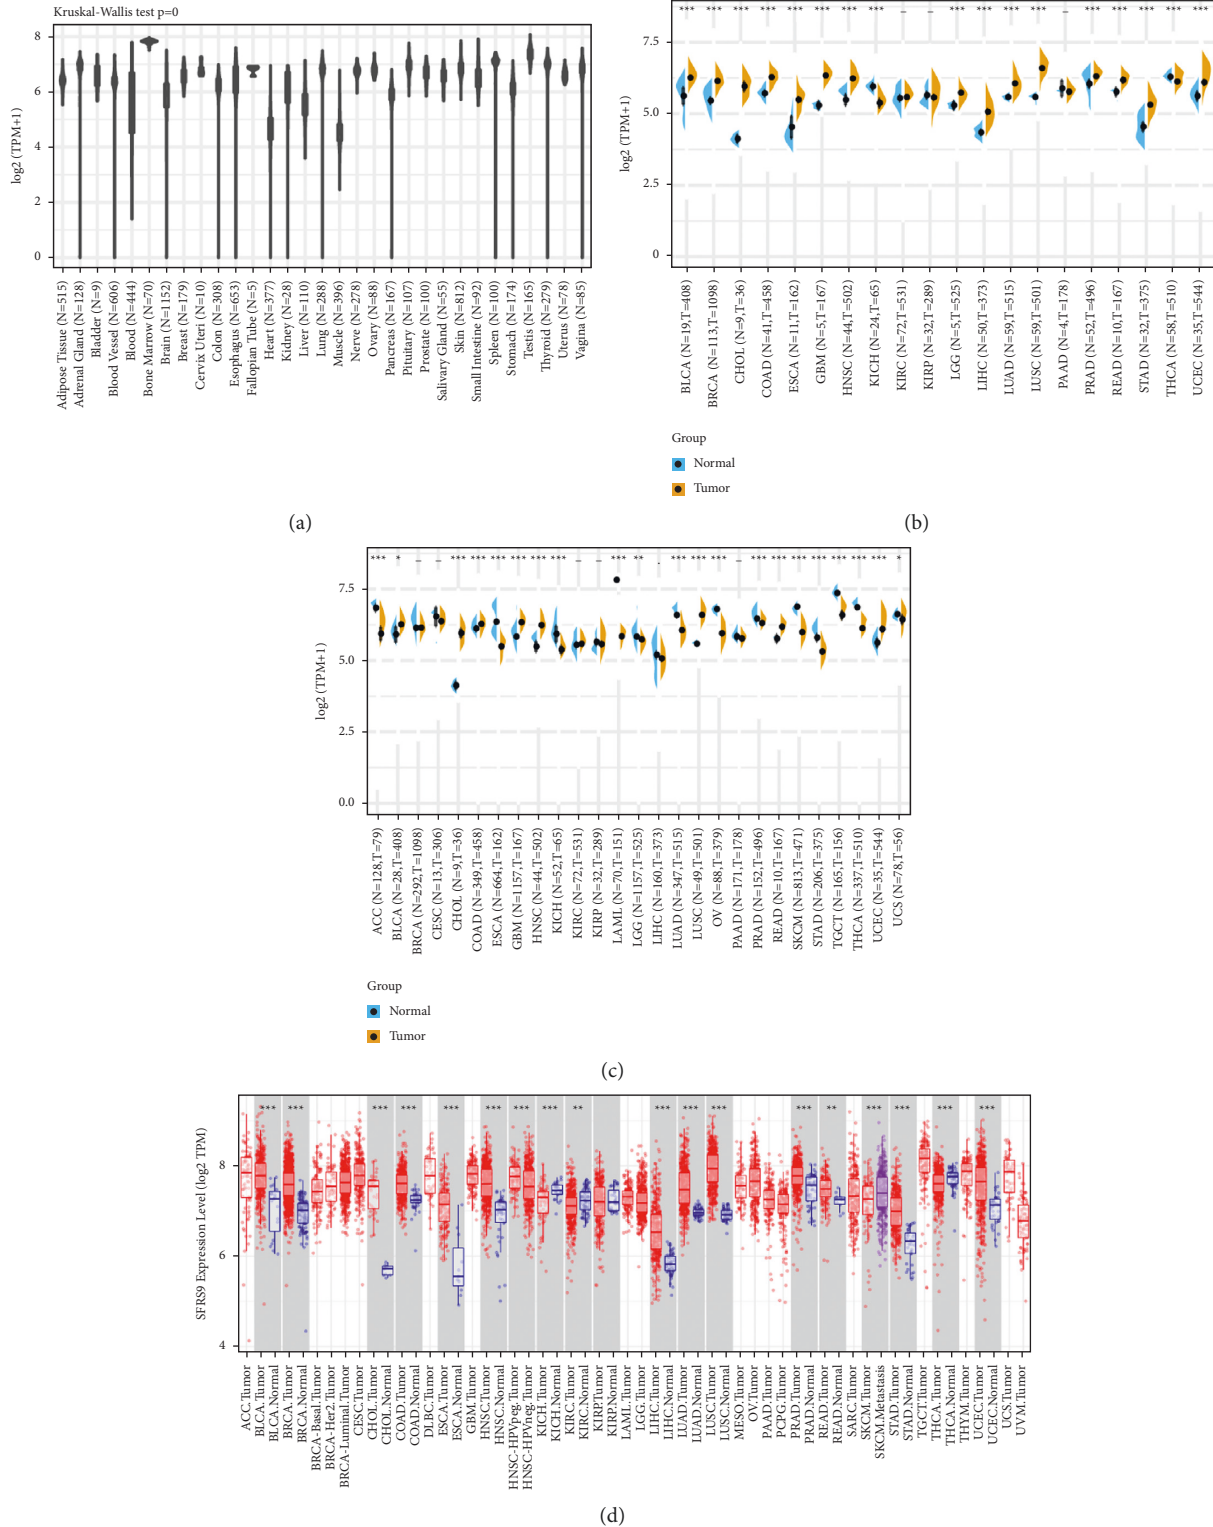 Kruskal-Wallis test p=0
log2 (TPM+1)
8
6
4
2
0
Adipose Tissue (N=515)
Adrenal Gland (N=128)
Bladder (N=9)
Blood Vessel (N=606)
Blood (N=444)
Bone Marrow (N=70)
Brain (N=1152)
Breast (N=179)
Cervix Uteri (N=10)
Colon (N=308)
Esophagus (N=653)
Fallopian Tube (N=5)
Heart (N=377)
Kidney (N=28)
Liver (N=110)
Lung (N=288)
Muscle (N=396)
Nerve (N=278)
Ovary (N=88)
Pancreas (N=167)
Pituitary (N=107)
Prostate (N=100)
Salivary Gland (N=55)
Skin (N=812)
Small Intestine (N=92)
Spleen (N=100)
Stomach (N=174)
Testis (N=165)
Thyroid (N=279)
Uterus (N=78)
Vagina (N=85)
(a)
*** *** *** *** *** *** *** *** – – *** *** *** *** – *** *** *** *** ***
log2 (TPM+1)
7.5
5.0
2.5
0
BLCA (N=19,T=408)
BRCA (N=113,T=1098)
CHOL (N=9,T=36)
COAD (N=41,T=458)
ESCA (N=11,T=162)
GBM (N=5,T=167)
HNSC (N=44,T=502)
KICH (N=24,T=65)
KIRC (N=72,T=531)
KIRP (N=32,T=289)
LGG (N=5,T=525)
LIHC (N=50,T=373)
LUAD (N=59,T=515)
LUSC (N=59,T=501)
PAAD (N=4,T=178)
PRAD (N=52,T=496)
READ (N=10,T=167)
STAD (N=32,T=375)
THCA (N=58,T=510)
UCEC (N=35,T=544)
Group
Normal
Tumor
(b)
*** * – – *** *** *** *** *** *** – – *** ** . *** *** *** – *** *** *** *** *** *** *** *
log2 (TPM+1)
7.5
5.0
2.5
0.0
ACC (N=128,T=79)
BLCA (N=28,T=408)
BRCA (N=292,T=1098)
CESC (N=13,T=306)
CHOL (N=9,T=36)
COAD (N=349,T=458)
ESCA (N=664,T=162)
GBM (N=1157,T=167)
HNSC (N=44,T=502)
KICH (N=52,T=65)
KIRC (N=72,T=531)
KIRP (N=32,T=289)
LAML (N=70,T=151)
LGG (N=1157,T=525)
LIHC (N=160,T=373)
LUAD (N=347,T=515)
LUSC (N=49,T=501)
OV (N=88,T=379)
PAAD (N=171,T=178)
PRAD (N=152,T=496)
READ (N=10,T=167)
SKCM (N=813,T=471)
STAD (N=206,T=375)
TGCT (N=165,T=156)
THCA (N=337,T=510)
UCEC (N=35,T=544)
UCS (N=78,T=56)
Group
Normal
Tumor
(c)
*** *** *** *** *** *** *** *** ** *** *** *** *** ** *** *** *** ***
SFRS9 Expression Level (log2 TPM)
8
6
4
ACC.Tumor
BLCA.Tumor
BLCA.Normal
BRCA.Tumor
BRCA.Normal
BRCA-Basal.Tumor
BRCA-Her2.Tumor
BRCA-Luminal.Tumor
CESC.Tumor
CHOL.Tumor
CHOL.Normal
COAD.Tumor
COAD.Normal
DLBC.Tumor
ESCA.Tumor
ESCA.Normal
GBM.Tumor
HNSC.Tumor
HNSC.Normal
HNSC-HPVpeg.Tumor
HNSC-HPVneg.Tumor
KICH.Tumor
KICH.Normal
KIRC.Tumor
KIRC.Normal
KIRP.Tumor
KIRP.Normal
LAML.Tumor
LGG.Tumor
LIHC.Tumor
LIHC.Normal
LUAD.Tumor
LUAD.Normal
LUSC.Tumor
LUSC.Normal
MESO.Tumor
OV.Tumor
PAAD.Tumor
PCPG.Tumor
PRAD.Tumor
PRAD.Normal
READ.Tumor
READ.Normal
SARC.Tumor
SKCM.Tumor
SKCM.Metastasis
STAD.Tumor
STAD.Normal
TGCT.Tumor
THCA.Tumor
THCA.Normal
THYM.Tumor
UCEC.Tumor
UCEC.Normal
UCS.Tumor
UVM.Tumor
(d)